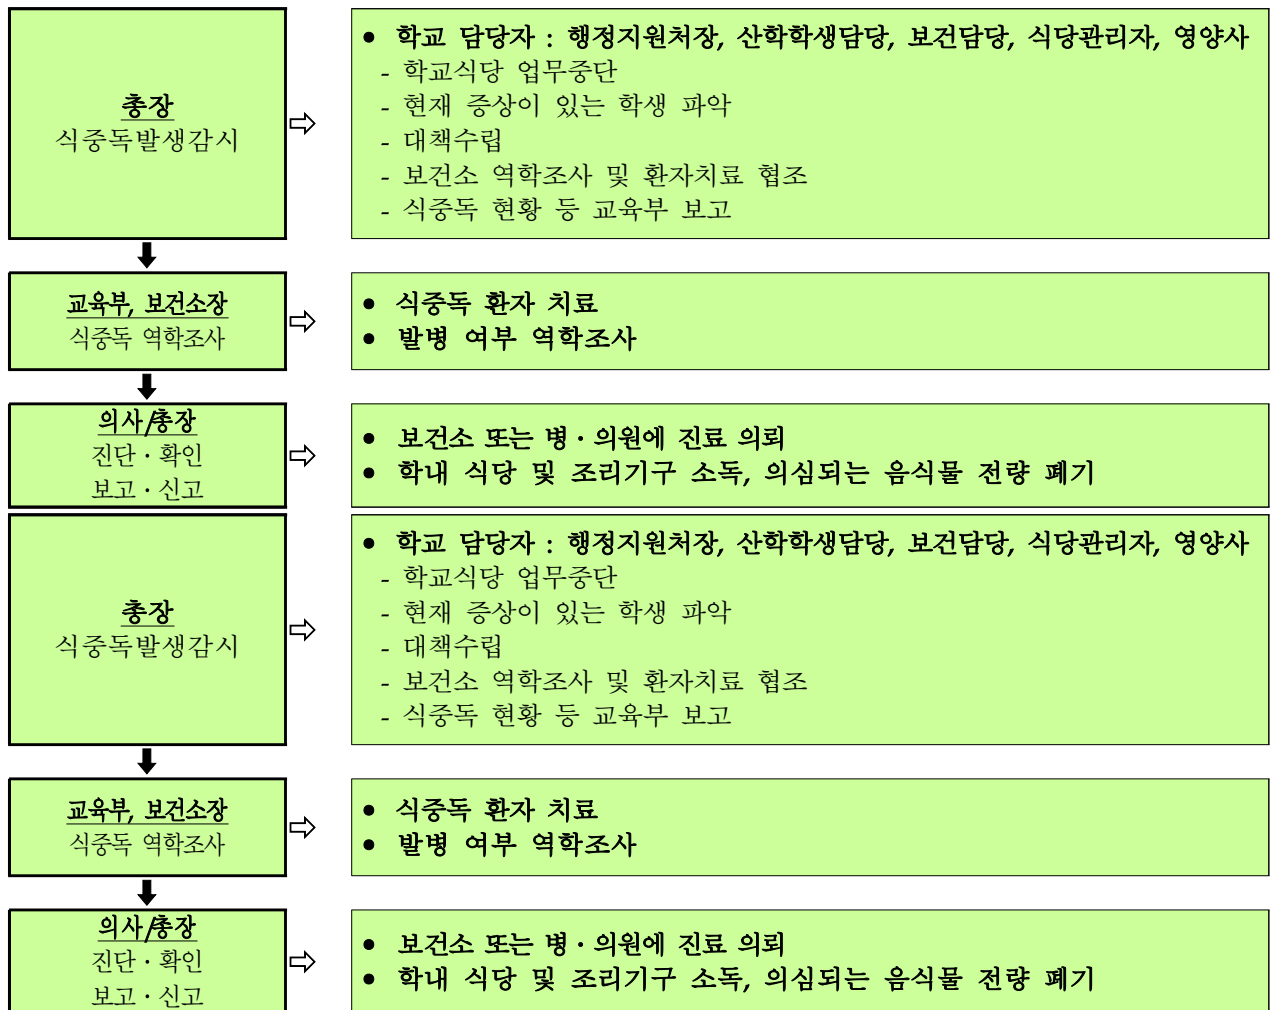 총장
식중독발생감시
● 학교 담당자 : 행정지원처장, 산학학생담당, 보건담당, 식당관리자, 영양사
- 학교식당 업무중단
- 현재 증상이 있는 학생 파악
- 대책수립
- 보건소 역학조사 및 환자치료 협조
- 식중독 현황 등 교육부 보고
교육부, 보건소장
식중독 역학조사
● 식중독 환자 치료
● 발병 여부 역학조사
의사/총장
진단·확인
보고·신고
● 보건소 또는 병·의원에 진료 의뢰
● 학내 식당 및 조리기구 소독, 의심되는 음식물 전량 폐기
총장
식중독발생감시
● 학교 담당자 : 행정지원처장, 산학학생담당, 보건담당, 식당관리자, 영양사
- 학교식당 업무중단
- 현재 증상이 있는 학생 파악
- 대책수립
- 보건소 역학조사 및 환자치료 협조
- 식중독 현황 등 교육부 보고
교육부, 보건소장
식중독 역학조사
● 식중독 환자 치료
● 발병 여부 역학조사
의사/총장
진단·확인
보고·신고
● 보건소 또는 병·의원에 진료 의뢰
● 학내 식당 및 조리기구 소독, 의심되는 음식물 전량 폐기